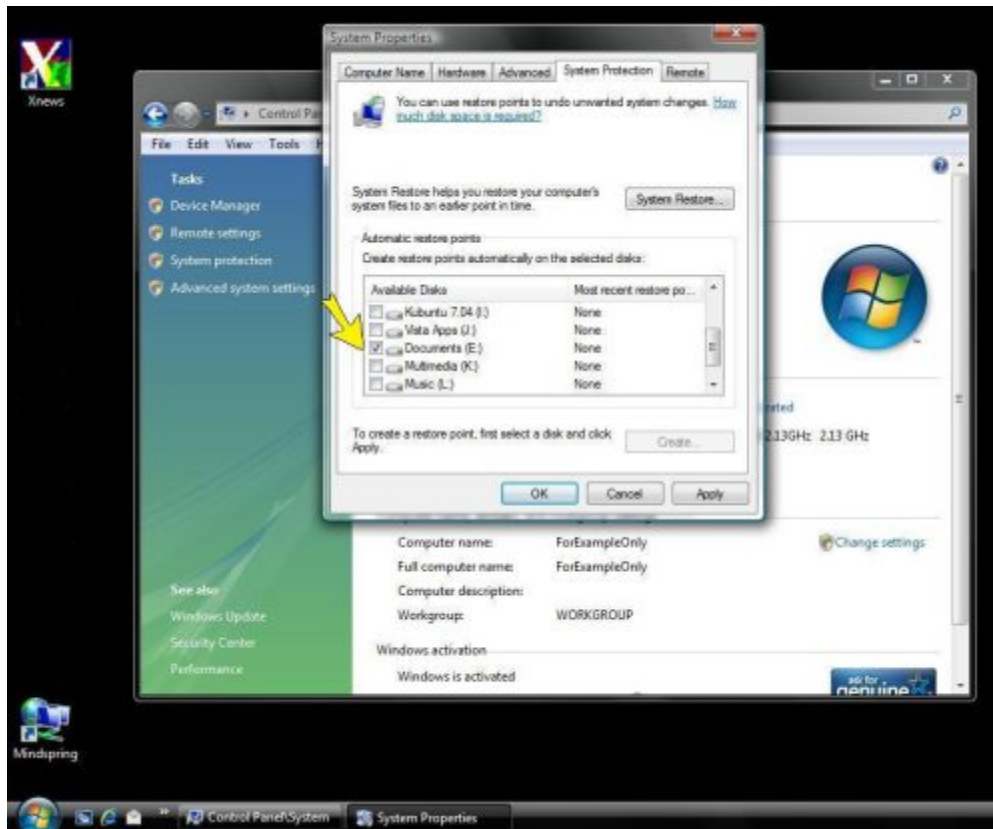 Xnews
System Properties
Computer Name Hardware Advanced System Protection Remote
You can use restore points to undo unwanted system changes. How
much disk space is required?
Control Pa
File Edit View Tools H
Tasks
Device Manager
Remote settings
System protection
Advanced system settings
System Restore helps you restore your computer's
system files to an earlier point in time.
System Restore...
Automatic restore points
Create restore points automatically on the selected disks:
Available Disks Most recent restore po...
Kubuntu 7.04 (I:) None
Vista Apps (J:) None
Documents (E:) None
Multimedia (K:) None
Music (L:) None
To create a restore point, first select a disk and click
Apply.
Create...
OK Cancel Apply
ated
2.13GHz 2.13 GHz
Computer name: ForExampleOnly
Change settings
Full computer name: ForExampleOnly
Computer description:
Workgroup: WORKGROUP
See also
Windows Update
Security Center
Performance
Windows activation
Windows is activated
ask for
genuine
Mindspring
Control Panel\System
System Properties